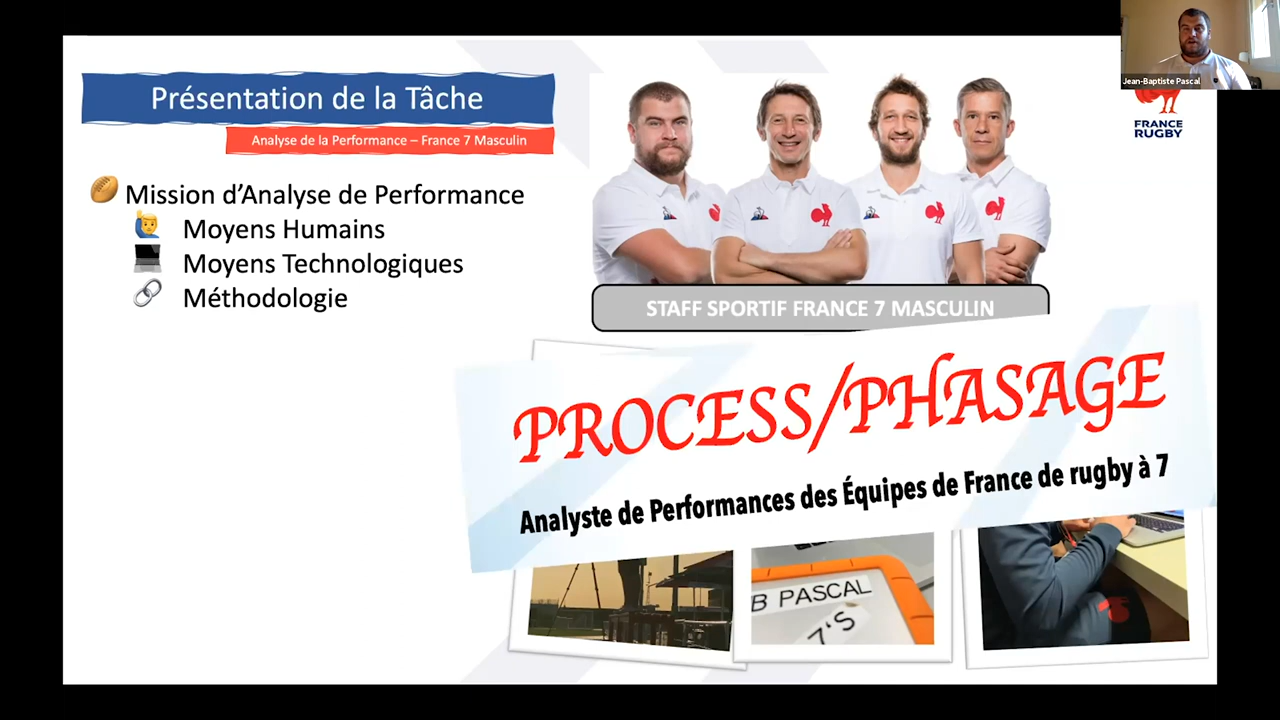 Présentation de la Tâche
Analyse de la Performance – France 7 Masculin
Mission d'Analyse de Performance
Moyens Humains
Moyens Technologiques
Méthodologie
Jean-Baptiste Pascal
FRANCE
RUGBY
STAFF SPORTIF FRANCE 7 MASCULIN
PROCESS/PHASAGE
Analyste de Performances des Équipes de France de rugby à 7
B PASCAL
7'S